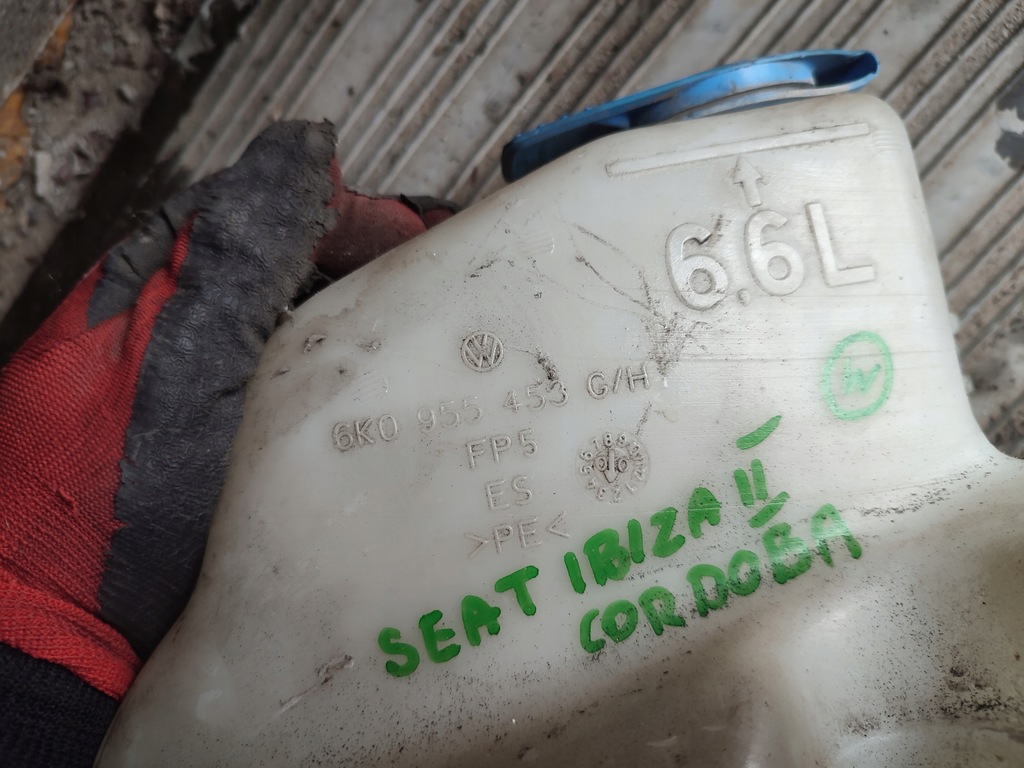 6,6L
6K0 955 453 G/H
FP5
ES
>PE<
SEAT IBIZA II
CORDOBA